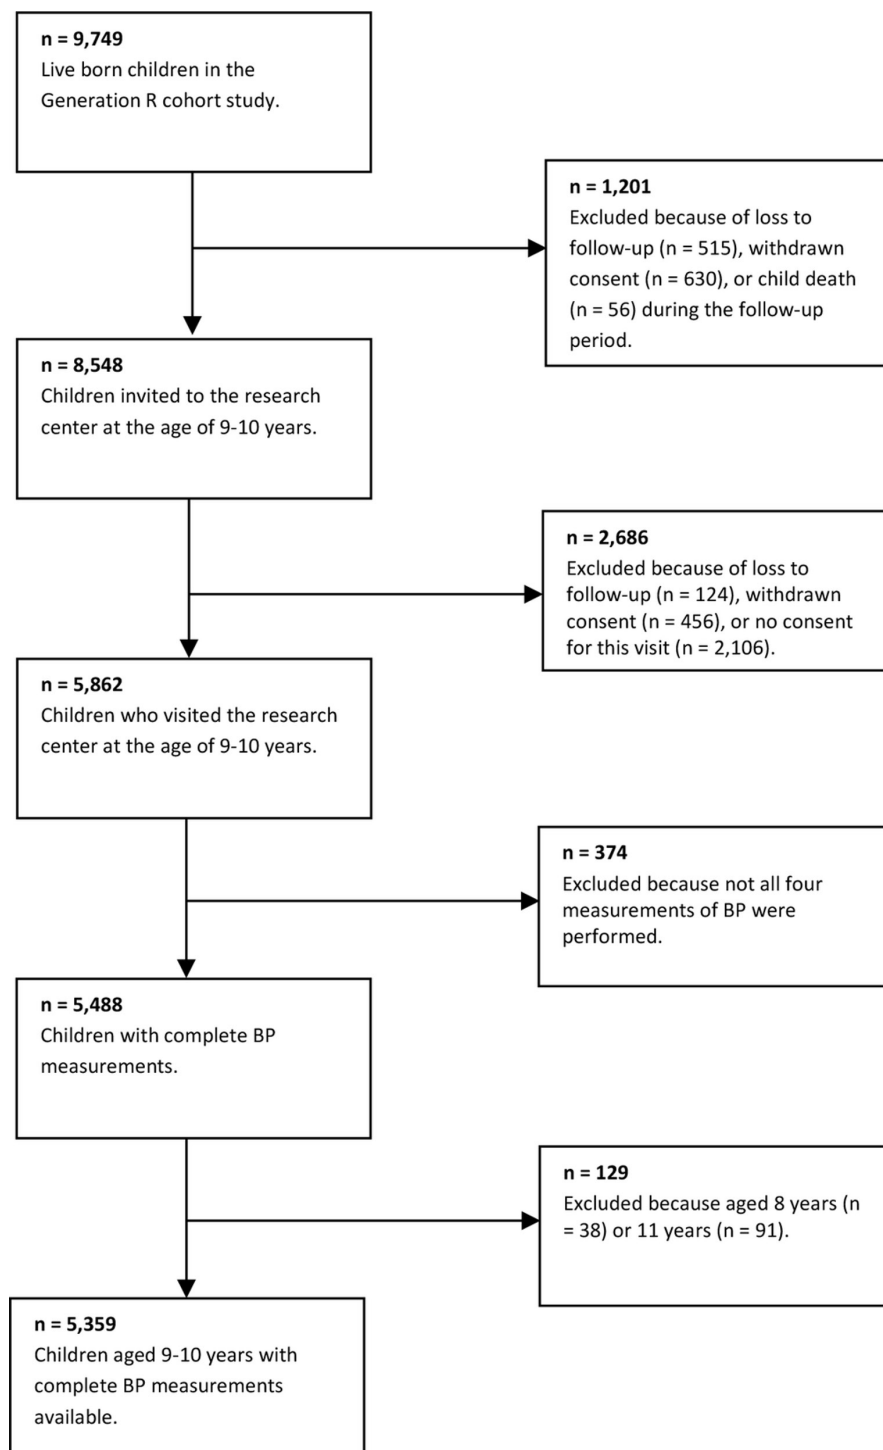 n = 9,749
Live born children in the
Generation R cohort study.
n = 1,201
Excluded because of loss to
follow-up (n = 515), withdrawn
consent (n = 630), or child death
(n = 56) during the follow-up
period.
n = 8,548
Children invited to the research
center at the age of 9-10 years.
n = 2,686
Excluded because of loss to
follow-up (n = 124), withdrawn
consent (n = 456), or no consent
for this visit (n = 2,106).
n = 5,862
Children who visited the research
center at the age of 9-10 years.
n = 374
Excluded because not all four
measurements of BP were
performed.
n = 5,488
Children with complete BP
measurements.
n = 129
Excluded because aged 8 years (n
= 38) or 11 years (n = 91).
n = 5,359
Children aged 9-10 years with
complete BP measurements
available.